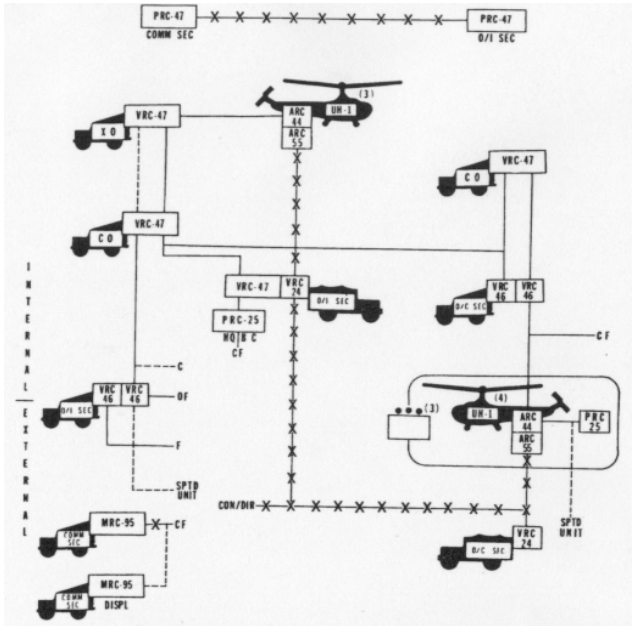 PRC-47
COMM SEC
PRC-47
O/I SEC
(3)
UH-1
ARC
44
ARC
55
XO
VRC-47
CO
VRC-47
CO
VRC-47
VRC-47
VRC
24
O/I SEC
PRC-25
HQ/B C
CF
VRC
46
VRC
46
O/C SEC
CF
INTERNAL
EXTERNAL
C
VRC
46
VRC
46
O/I SEC
OF
F
SPTD
UNIT
(3)
(4)
UH-1
ARC
44
ARC
55
PRC
25
SPTD
UNIT
CON/DIR
VRC
24
O/C SEC
MRC-95
CF
COMM
SEC
MRC-95
COMM
SEC
DISPL